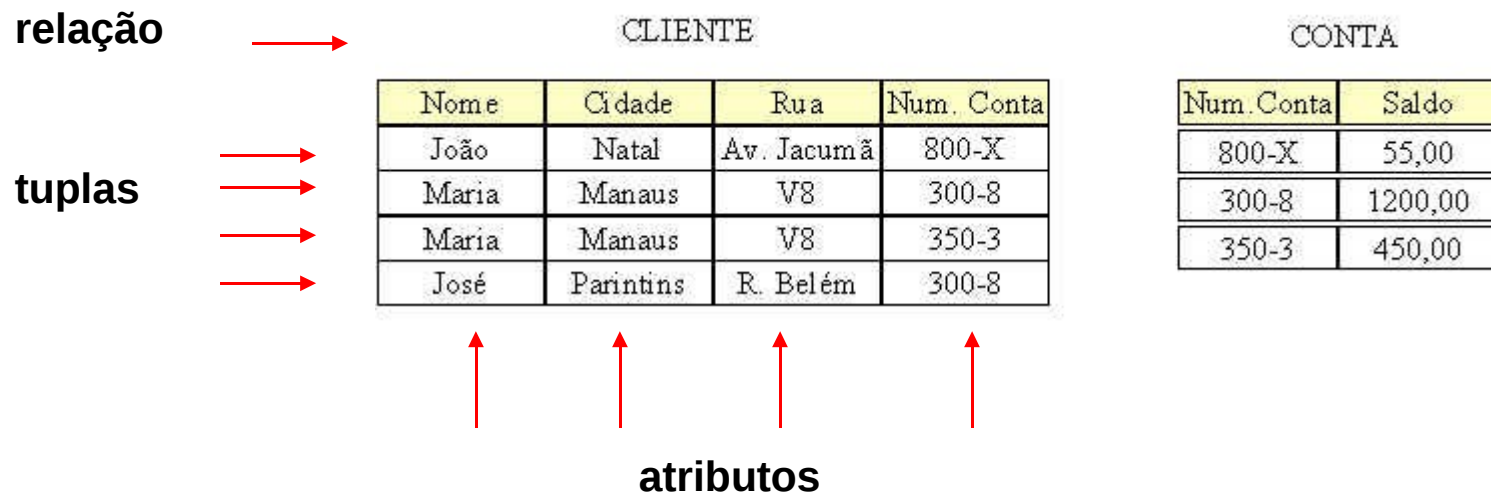 relação
CLIENTE
CONTA
Nome Cidade Rua Num. Conta
Num.Conta Saldo
tuplas
João Natal Av. Jacumã 800-X
Maria Manaus V8 300-8
Maria Manaus V8 350-3
José Parintins R. Belém 300-8
800-X 55,00
300-8 1200,00
350-3 450,00
atributos